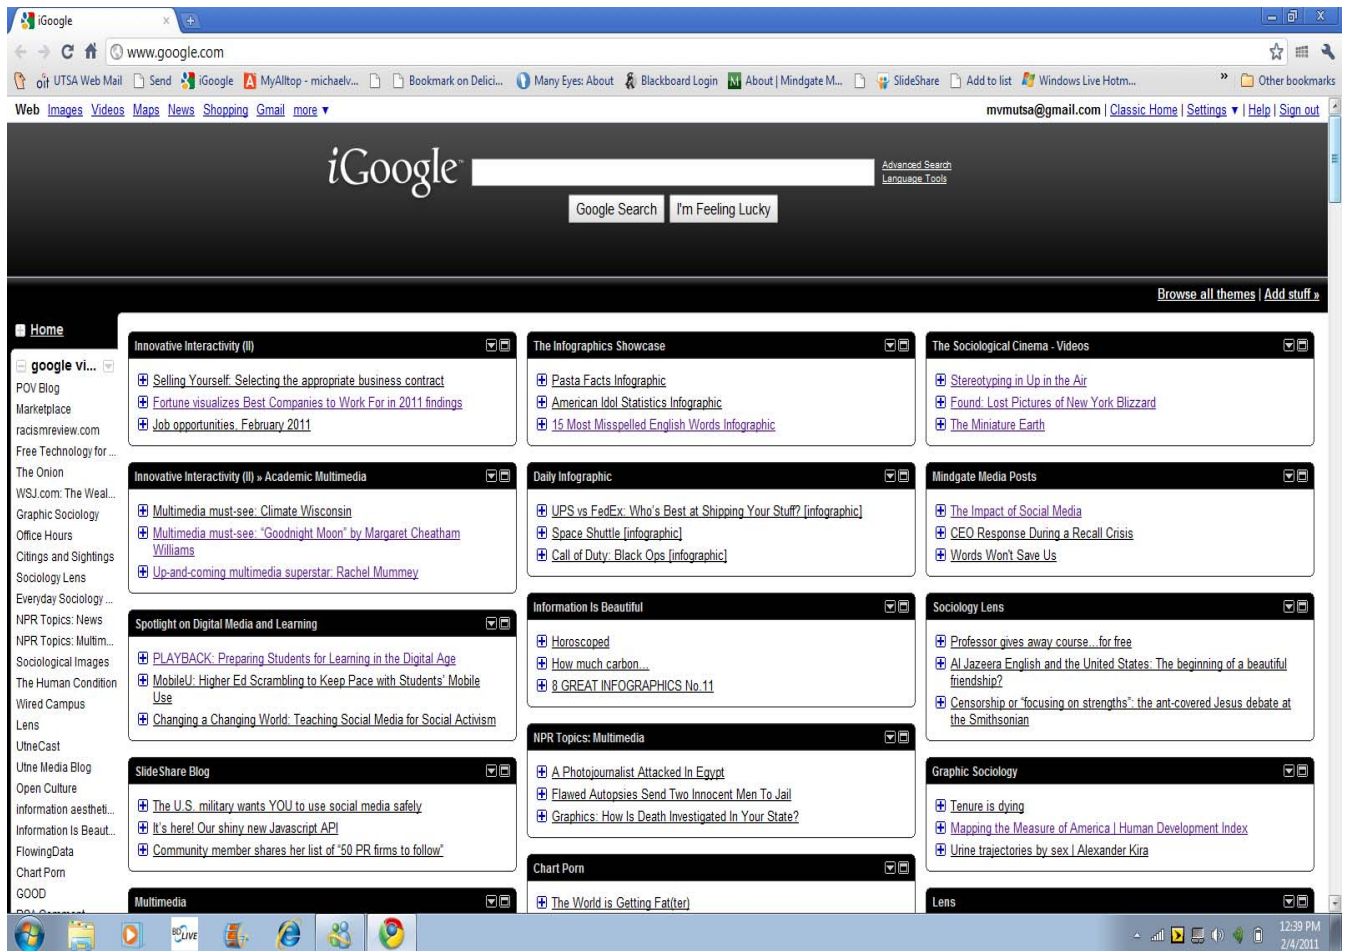 iGoogle
www.google.com
UTSA Web Mail Send iGoogle MyAlltop - michaelv... Bookmark on Delici... Many Eyes: About Blackboard Login About | Mindgate M... SlideShare Add to list Windows Live Hotm... » Other bookmarks
Web Images Videos Maps News Shopping Gmail more ▼ mvmutsa@gmail.com | Classic Home | Settings ▼ | Help | Sign out
iGoogle™
Advanced Search
Language Tools
Google Search I'm Feeling Lucky
Browse all themes | Add stuff »
Home
google vi...
POV Blog
Marketplace
racismreview.com
Free Technology for ...
The Onion
WSJ.com: The Weal...
Graphic Sociology
Office Hours
Citings and Sightings
Sociology Lens
Everyday Sociology ...
NPR Topics: News
NPR Topics: Multim...
Sociological Images
The Human Condition
Wired Campus
Lens
UtneCast
Utne Media Blog
Open Culture
information aestheti...
Information Is Beaut...
FlowingData
Chart Porn
GOOD
Innovative Interactivity (II)
Selling Yourself: Selecting the appropriate business contract
Fortune visualizes Best Companies to Work For in 2011 findings
Job opportunities, February 2011
Innovative Interactivity (II) » Academic Multimedia
Multimedia must-see: Climate Wisconsin
Multimedia must-see: “Goodnight Moon” by Margaret Cheatham
Williams
Up-and-coming multimedia superstar: Rachel Mummey
Spotlight on Digital Media and Learning
PLAYBACK: Preparing Students for Learning in the Digital Age
MobileU: Higher Ed Scrambling to Keep Pace with Students’ Mobile
Use
Changing a Changing World: Teaching Social Media for Social Activism
SlideShare Blog
The U.S. military wants YOU to use social media safely
It’s here! Our shiny new Javascript API
Community member shares her list of “50 PR firms to follow”
Multimedia
The Infographics Showcase
Pasta Facts Infographic
American Idol Statistics Infographic
15 Most Misspelled English Words Infographic
Daily Infographic
UPS vs FedEx: Who’s Best at Shipping Your Stuff? [infographic]
Space Shuttle [infographic]
Call of Duty: Black Ops [infographic]
Information Is Beautiful
Horoscoped
How much carbon...
8 GREAT INFOGRAPHICS No.11
NPR Topics: Multimedia
A Photojournalist Attacked In Egypt
Flawed Autopsies Send Two Innocent Men To Jail
Graphics: How Is Death Investigated In Your State?
Chart Porn
The World is Getting Fat(ter)
The Sociological Cinema - Videos
Stereotyping in Up in the Air
Found: Lost Pictures of New York Blizzard
The Miniature Earth
Mindgate Media Posts
The Impact of Social Media
CEO Response During a Recall Crisis
Words Won't Save Us
Sociology Lens
Professor gives away course...for free
Al Jazeera English and the United States: The beginning of a beautiful
friendship?
Censorship or “focusing on strengths”: the ant-covered Jesus debate at
the Smithsonian
Graphic Sociology
Tenure is dying
Mapping the Measure of America | Human Development Index
Urine trajectories by sex | Alexander Kira
Lens
LIVE
12:39 PM
2/4/2011